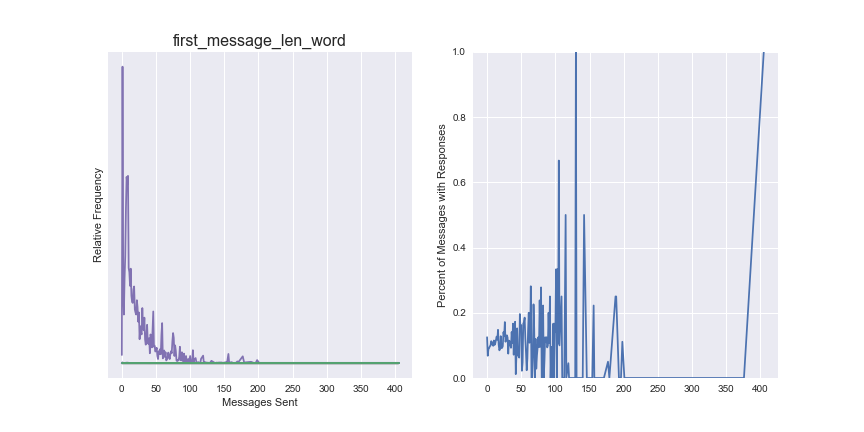 first_message_len_word
Relative Frequency
0 50 100 150 200 250 300 350 400
Messages Sent
Percent of Messages with Responses
1.0
0.8
0.6
0.4
0.2
0.0
0 50 100 150 200 250 300 350 400